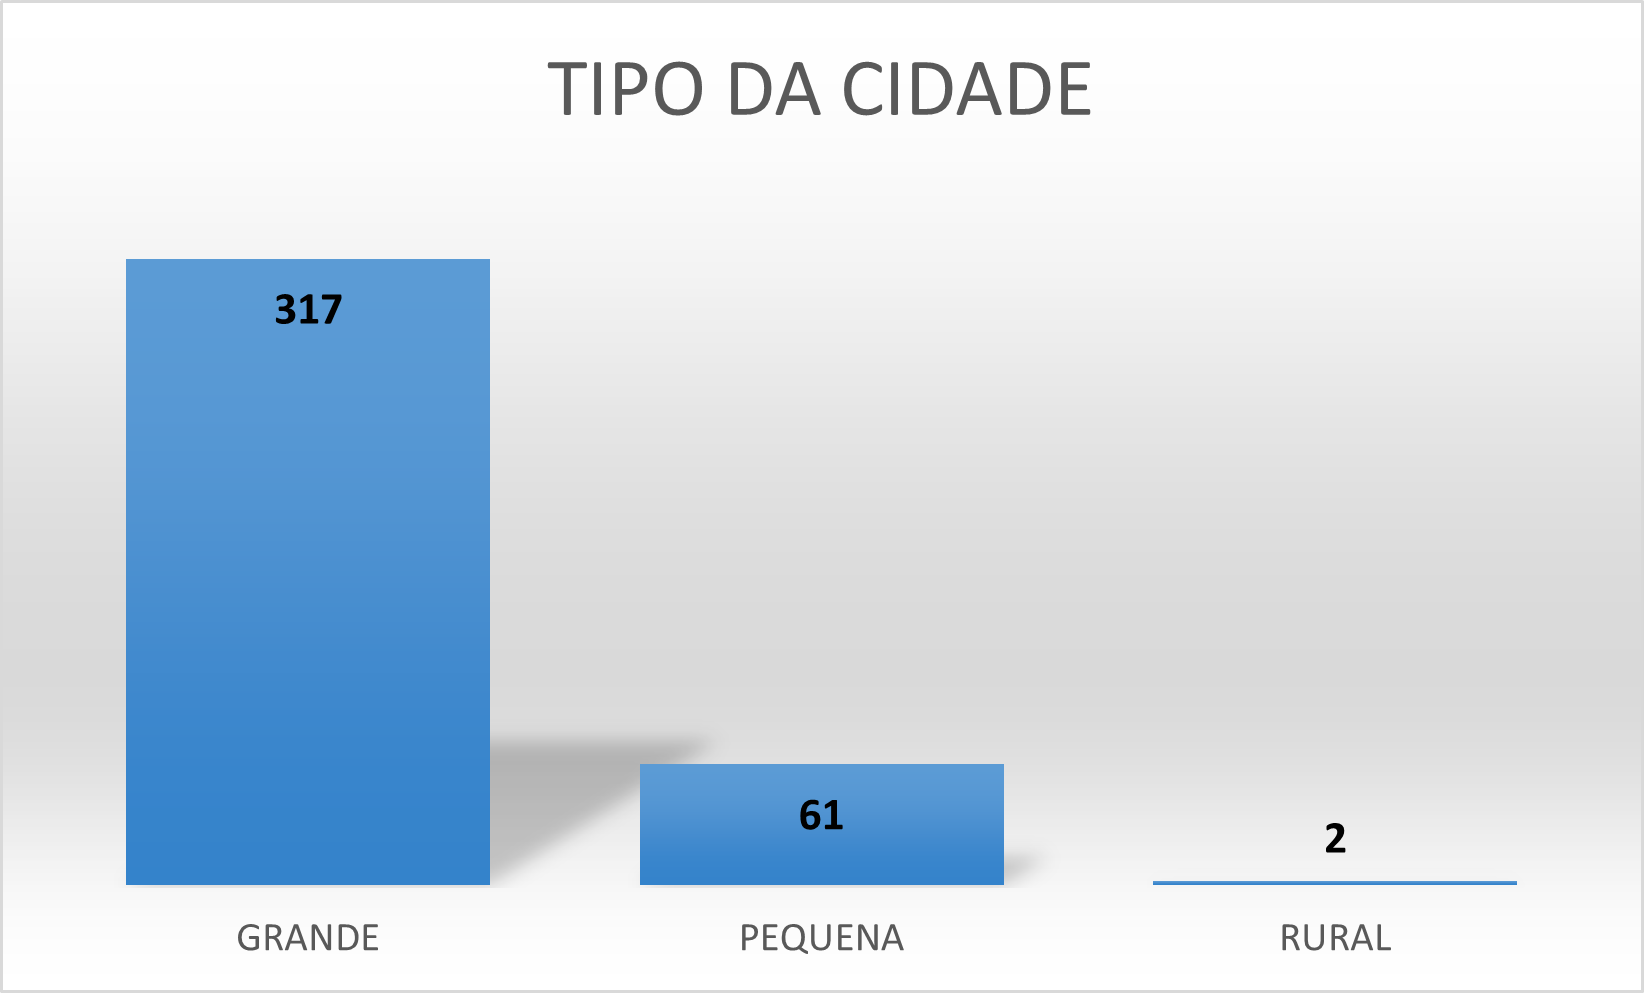 TIPO DA CIDADE
317
61
2
GRANDE
PEQUENA
RURAL